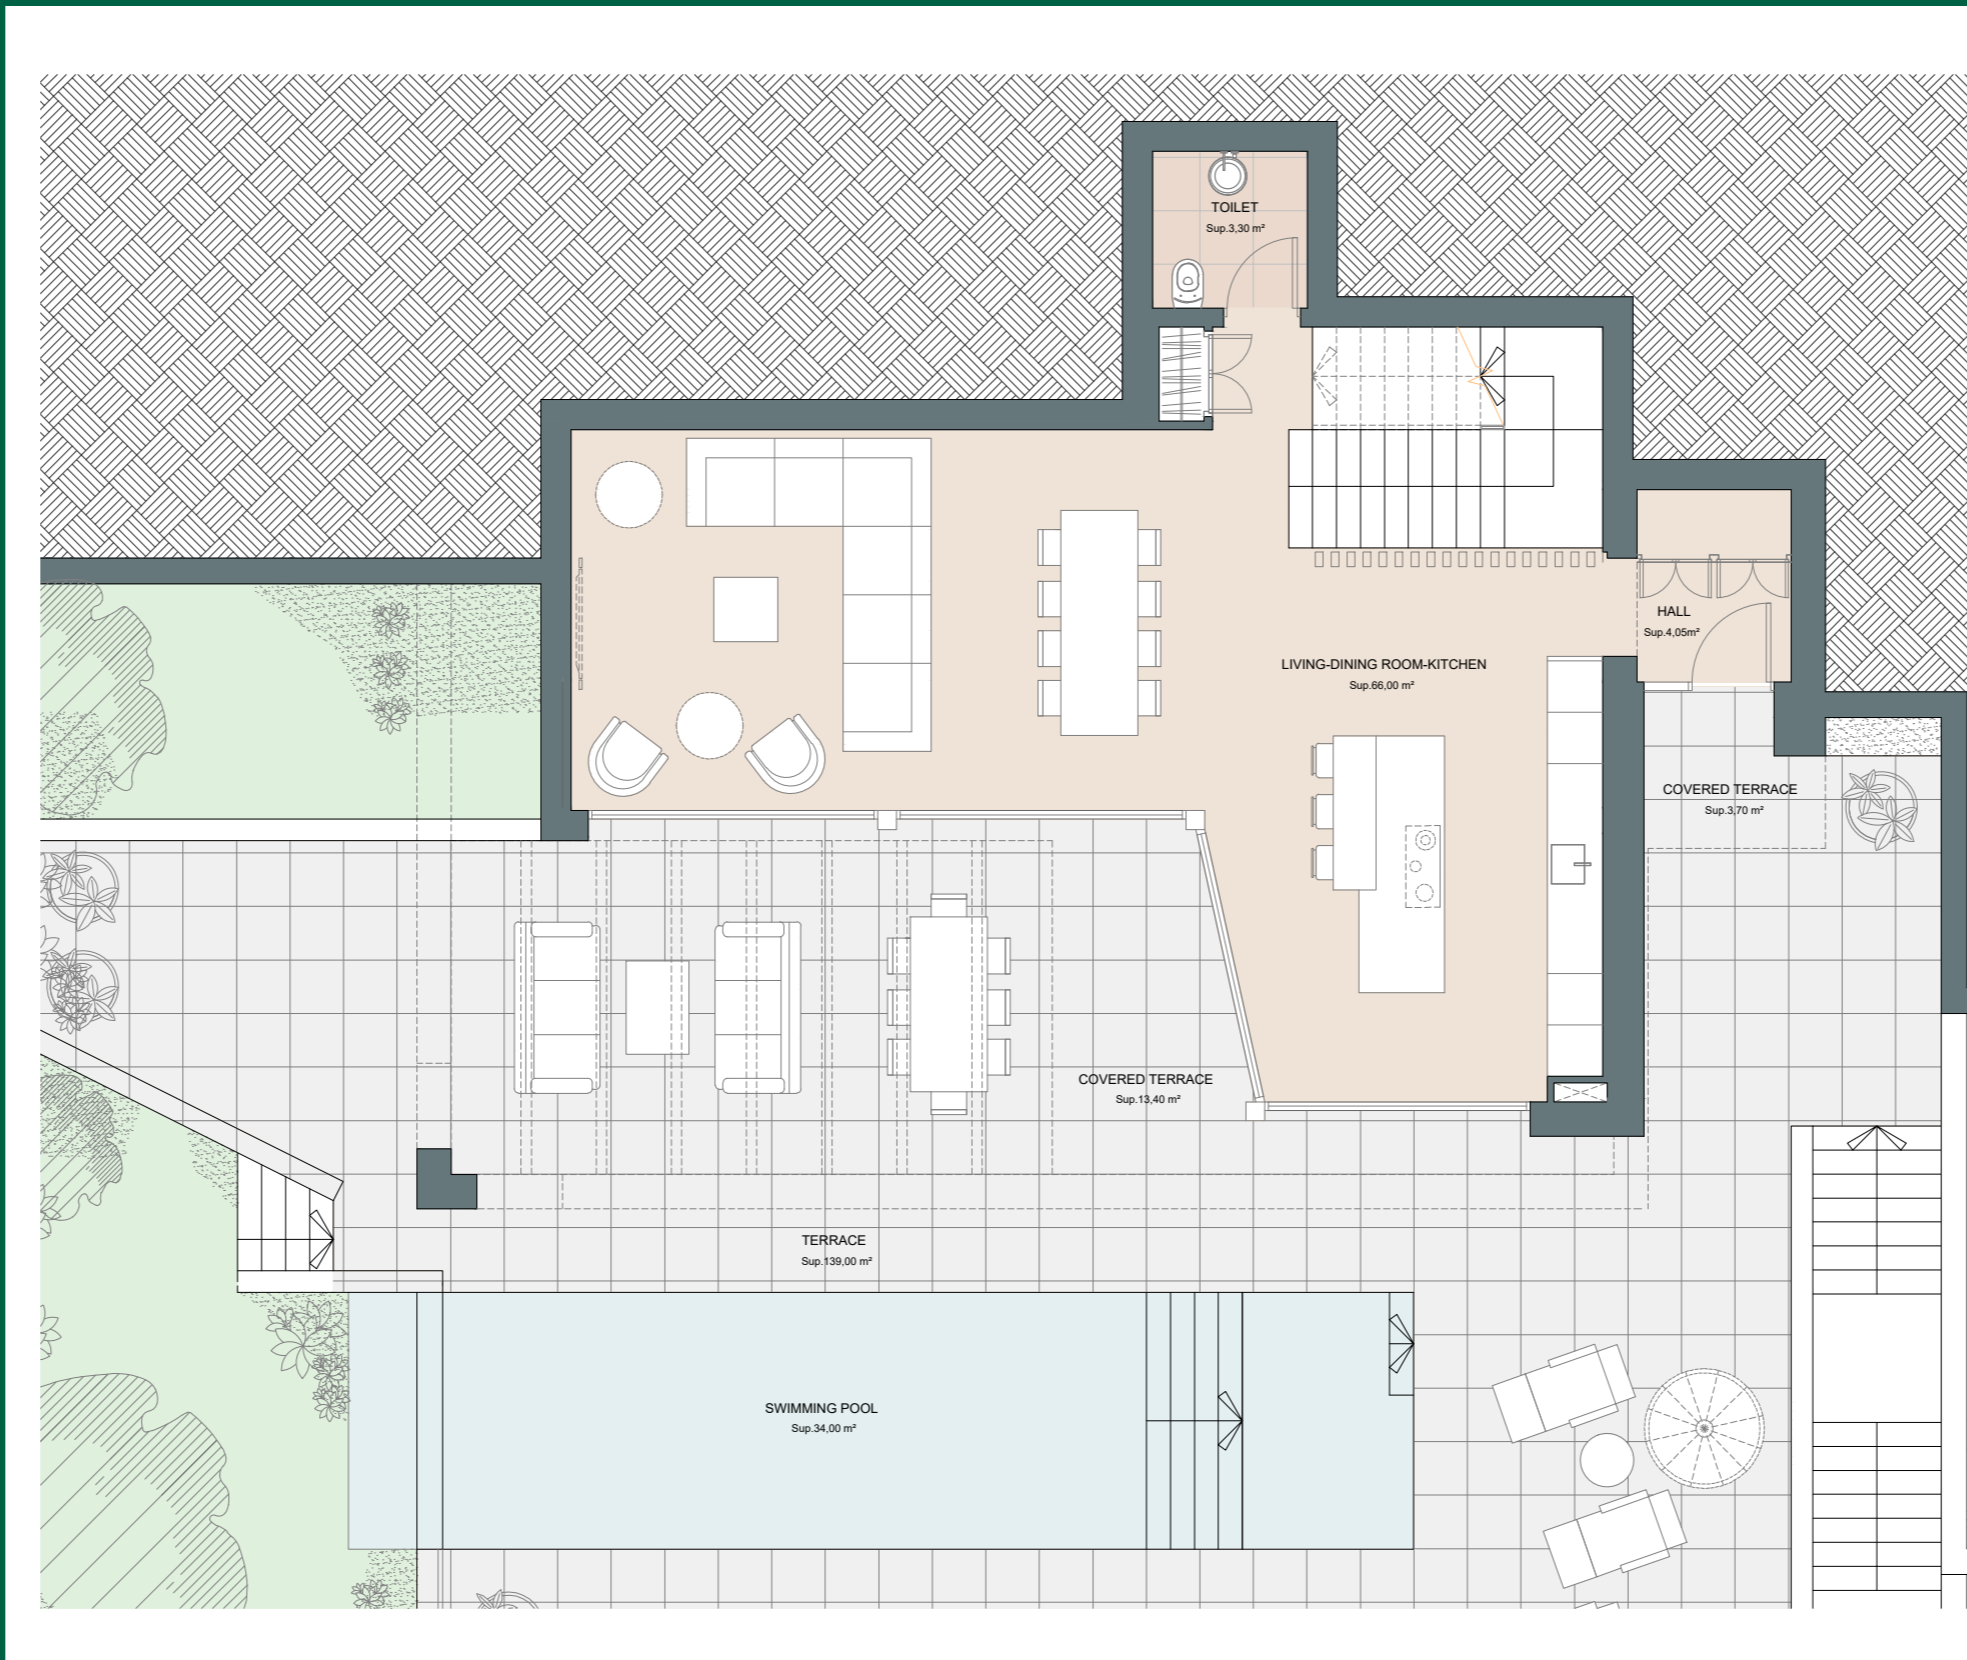 TOILET
Sup.3,30 m²
HALL
Sup.4,05m²
LIVING-DINING ROOM-KITCHEN
Sup.66,00 m²
COVERED TERRACE
Sup.3,70 m²
COVERED TERRACE
Sup.13,40 m²
TERRACE
Sup.139,00 m²
SWIMMING POOL
Sup.34,00 m²